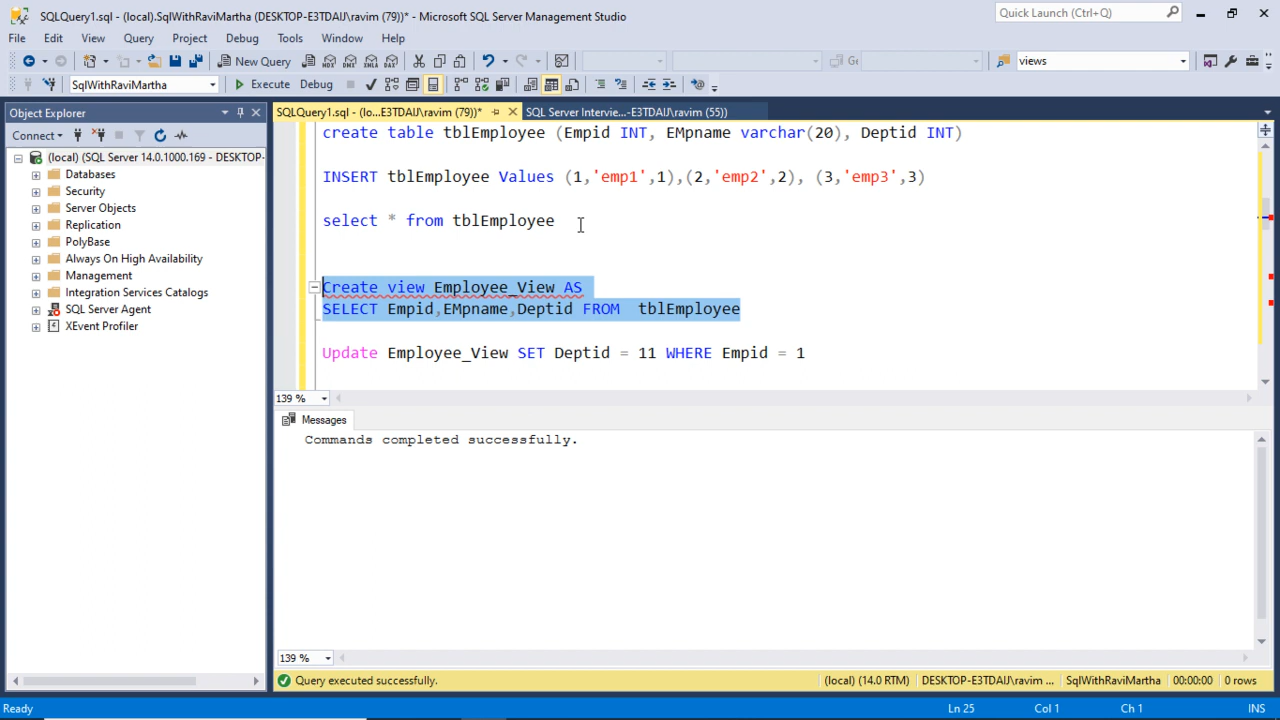 SQLQuery1.sql - (local).SqlWithRaviMartha (DESKTOP-E3TDAIJ\ravim (79))* - Microsoft SQL Server Management Studio
Quick Launch (Ctrl+Q)
File Edit View Query Project Debug Tools Window Help
New Query
views
SqlWithRaviMartha
Execute
Debug
Object Explorer
SQLQuery1.sql - (lo...E3TDAIJ\ravim (79))*
SQL Server Intervie...-E3TDAIJ\ravim (55))
Connect
(local) (SQL Server 14.0.1000.169 - DESKTOP-
Databases
Security
Server Objects
Replication
PolyBase
Always On High Availability
Management
Integration Services Catalogs
SQL Server Agent
XEvent Profiler
create table tblEmployee (Empid INT, EMpname varchar(20), Deptid INT)
INSERT tblEmployee Values (1,'emp1',1),(2,'emp2',2), (3,'emp3',3)
select * from tblEmployee
Create view Employee_View AS
SELECT Empid,EMpname,Deptid FROM  tblEmployee
Update Employee_View SET Deptid = 11 WHERE Empid = 1
139 %
Messages
Commands completed successfully.
139 %
Query executed successfully.
(local) (14.0 RTM)
DESKTOP-E3TDAIJ\ravim ...
SqlWithRaviMartha
00:00:00
0 rows
Ready
Ln 25
Col 1
Ch 1
INS